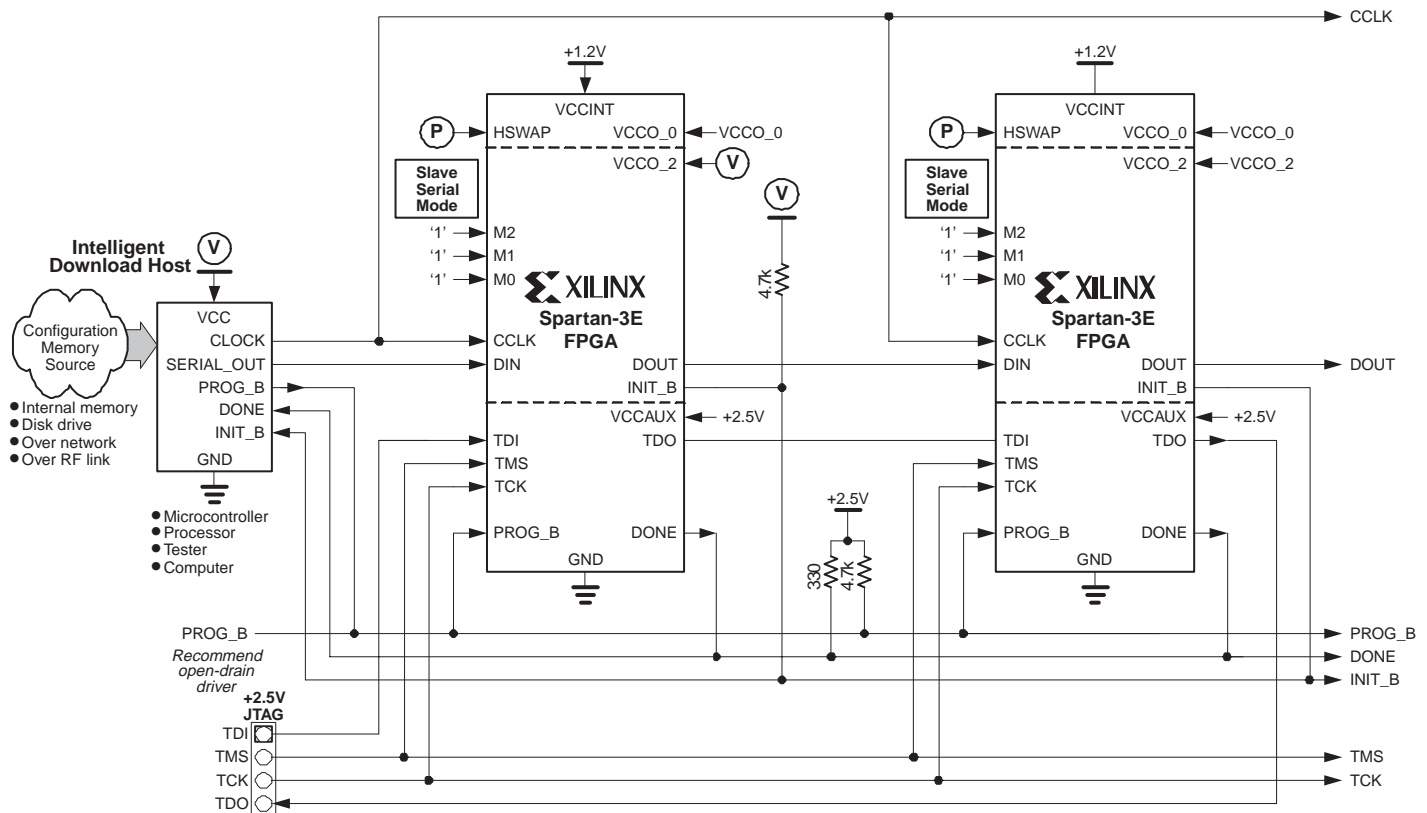 CCLK
+1.2V
+1.2V
VCCINT
VCCINT
P
HSWAP
VCCO_0
VCCO_0
P
HSWAP
VCCO_0
VCCO_0
VCCO_2
V
VCCO_2
VCCO_2
Slave
Serial
Mode
Slave
Serial
Mode
V
‘1’
M2
‘1’
M2
Intelligent
Download Host
V
‘1’
M1
‘1’
M1
‘1’
M0
4.7k
‘1’
M0
XILINX
XILINX
Spartan-3E
FPGA
Spartan-3E
FPGA
Configuration
Memory
Source
VCC
CLOCK
CCLK
CCLK
SERIAL_OUT
DIN
DOUT
DIN
DOUT
DOUT
PROG_B
INIT_B
INIT_B
DONE
VCCAUX
+2.5V
VCCAUX
+2.5V
INIT_B
TDI
TDO
TDI
TDO
GND
TMS
TMS
TCK
TCK
● Internal memory
● Disk drive
● Over network
● Over RF link
● Microcontroller
● Processor
● Tester
● Computer
+2.5V
PROG_B
DONE
330
4.7k
PROG_B
DONE
GND
GND
PROG_B
PROG_B
Recommend
open-drain
driver
DONE
INIT_B
+2.5V
JTAG
TDI
TMS
TMS
TCK
TCK
TDO